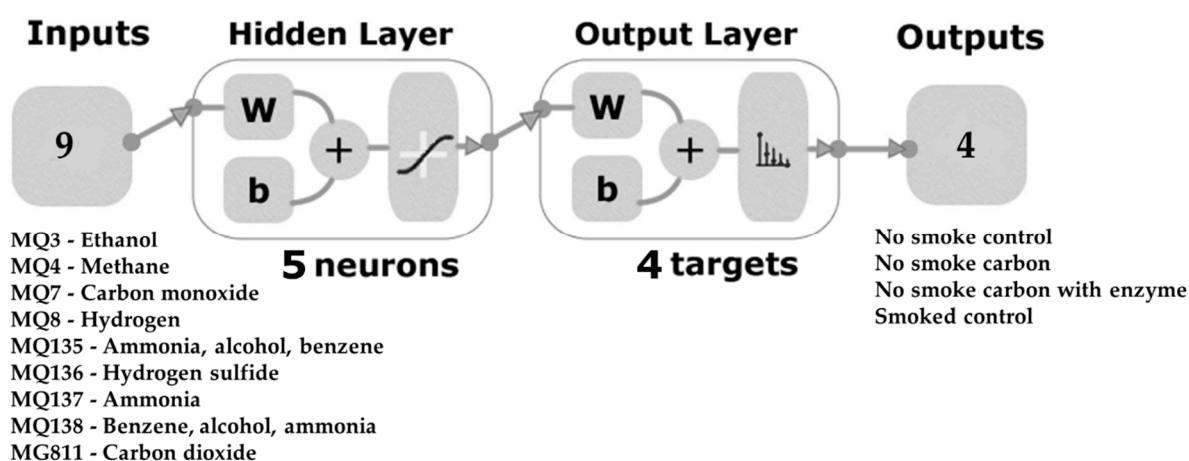 Inputs
Hidden Layer
Output Layer
Outputs
9
W
+
b
W
+
b
4
5 neurons
4 targets
MQ3 - Ethanol
MQ4 - Methane
MQ7 - Carbon monoxide
MQ8 - Hydrogen
MQ135 - Ammonia, alcohol, benzene
MQ136 - Hydrogen sulfide
MQ137 - Ammonia
MQ138 - Benzene, alcohol, ammonia
MG811 - Carbon dioxide
No smoke control
No smoke carbon
No smoke carbon with enzyme
Smoked control